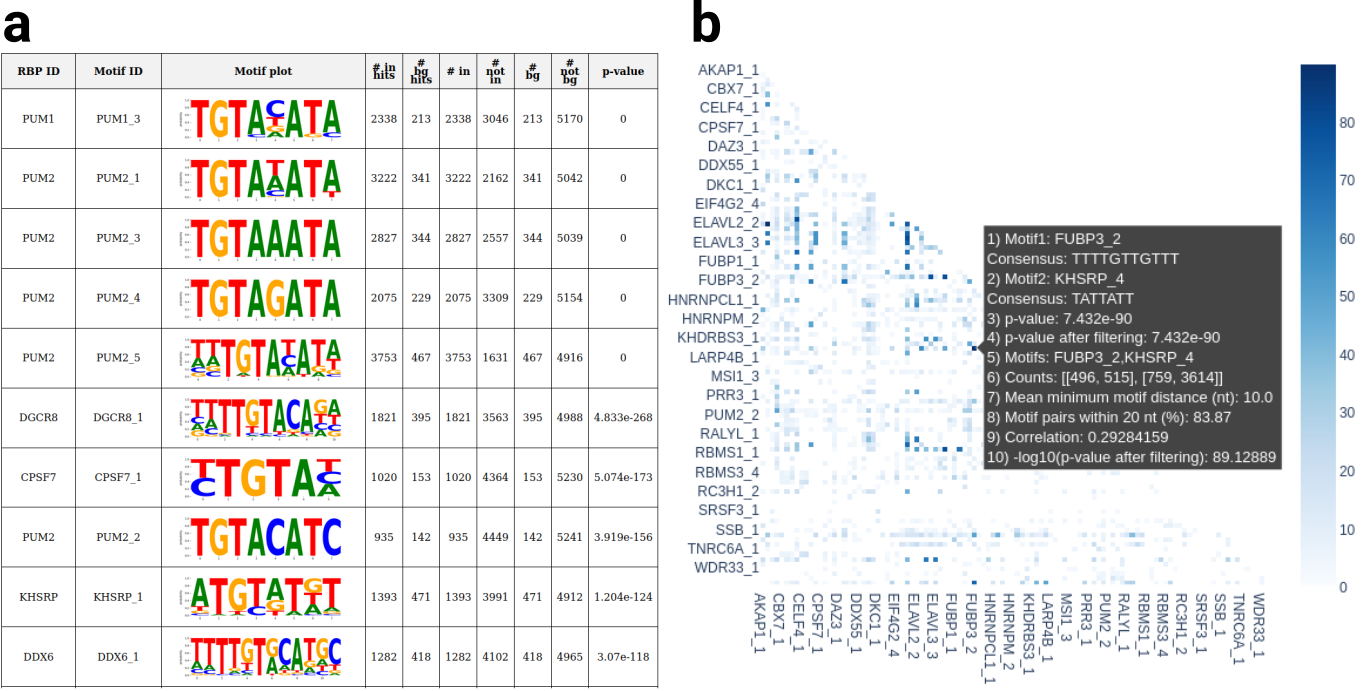 a
RBP ID Motif ID Motif plot # in hits # bg hits # in # not in # bg # not bg p-value
PUM1 PUM1_3 2338 213 2338 3046 213 5170 0
PUM2 PUM2_1 3222 341 3222 2162 341 5042 0
PUM2 PUM2_3 TGTAAATA 2827 344 2827 2557 344 5039 0
PUM2 PUM2_4 TGTAGATA 2075 229 2075 3309 229 5154 0
PUM2 PUM2_5 3753 467 3753 1631 467 4916 0
DGCR8 DGCR8_1 1821 395 1821 3563 395 4988 4.833e-268
CPSF7 CPSF7_1 1020 153 1020 4364 153 5230 5.074e-173
PUM2 PUM2_2 TGTACATC 935 142 935 4449 142 5241 3.919e-156
KHSRP KHSRP_1 1393 471 1393 3991 471 4912 1.204e-124
DDX6 DDX6_1 1282 418 1282 4102 418 4965 3.07e-118
b
AKAP1_1
CBX7_1
CELF4_1
CPSF7_1
DAZ3_1
DDX55_1
DKC1_1
EIF4G2_4
ELAVL2_2
ELAVL3_3
FUBP1_1
FUBP3_2
HNRNPCL1_1
HNRNPM_2
KHDRBS3_1
LARP4B_1
MSI1_3
PRR3_1
PUM2_2
RALYL_1
RBMS1_1
RBMS3_4
RC3H1_2
SRSF3_1
SSB_1
TNRC6A_1
WDR33_1
AKAP1_1
CBX7_1
CELF4_1
CPSF7_1
DAZ3_1
DDX55_1
DKC1_1
EIF4G2_4
ELAVL2_2
ELAVL3_3
FUBP1_1
FUBP3_2
HNRNPCL1_1
HNRNPM_2
KHDRBS3_1
LARP4B_1
MSI1_3
PRR3_1
PUM2_2
RALYL_1
RBMS1_1
RBMS3_4
RC3H1_2
SRSF3_1
SSB_1
TNRC6A_1
WDR33_1
1) Motif1: FUBP3_2
Consensus: TTTTGTTGTTT
2) Motif2: KHSRP_4
Consensus: TATTATT
3) p-value: 7.432e-90
4) p-value after filtering: 7.432e-90
5) Motifs: FUBP3_2,KHSRP_4
6) Counts: [[496, 515], [759, 3614]]
7) Mean minimum motif distance (nt): 10.0
8) Motif pairs within 20 nt (%): 83.87
9) Correlation: 0.29284159
10) -log10(p-value after filtering): 89.12889
80
70
60
50
40
30
20
10
0